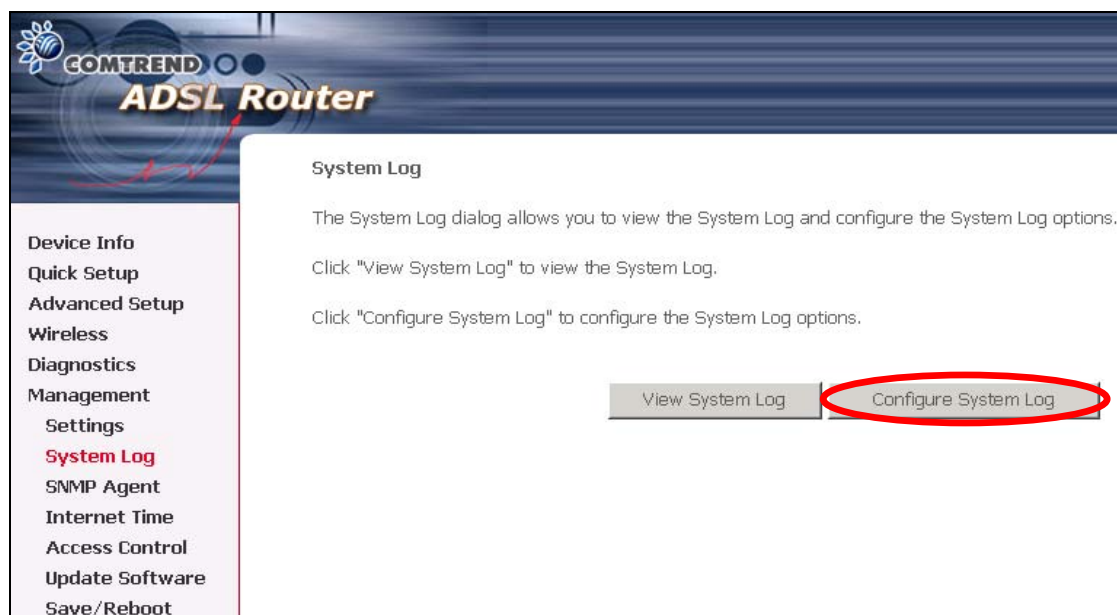 COMTREND
ADSL Router
Device Info
Quick Setup
Advanced Setup
Wireless
Diagnostics
Management
Settings
System Log
SNMP Agent
Internet Time
Access Control
Update Software
Save/Reboot
System Log
The System Log dialog allows you to view the System Log and configure the System Log options.
Click "View System Log" to view the System Log.
Click "Configure System Log" to configure the System Log options.
View System Log
Configure System Log